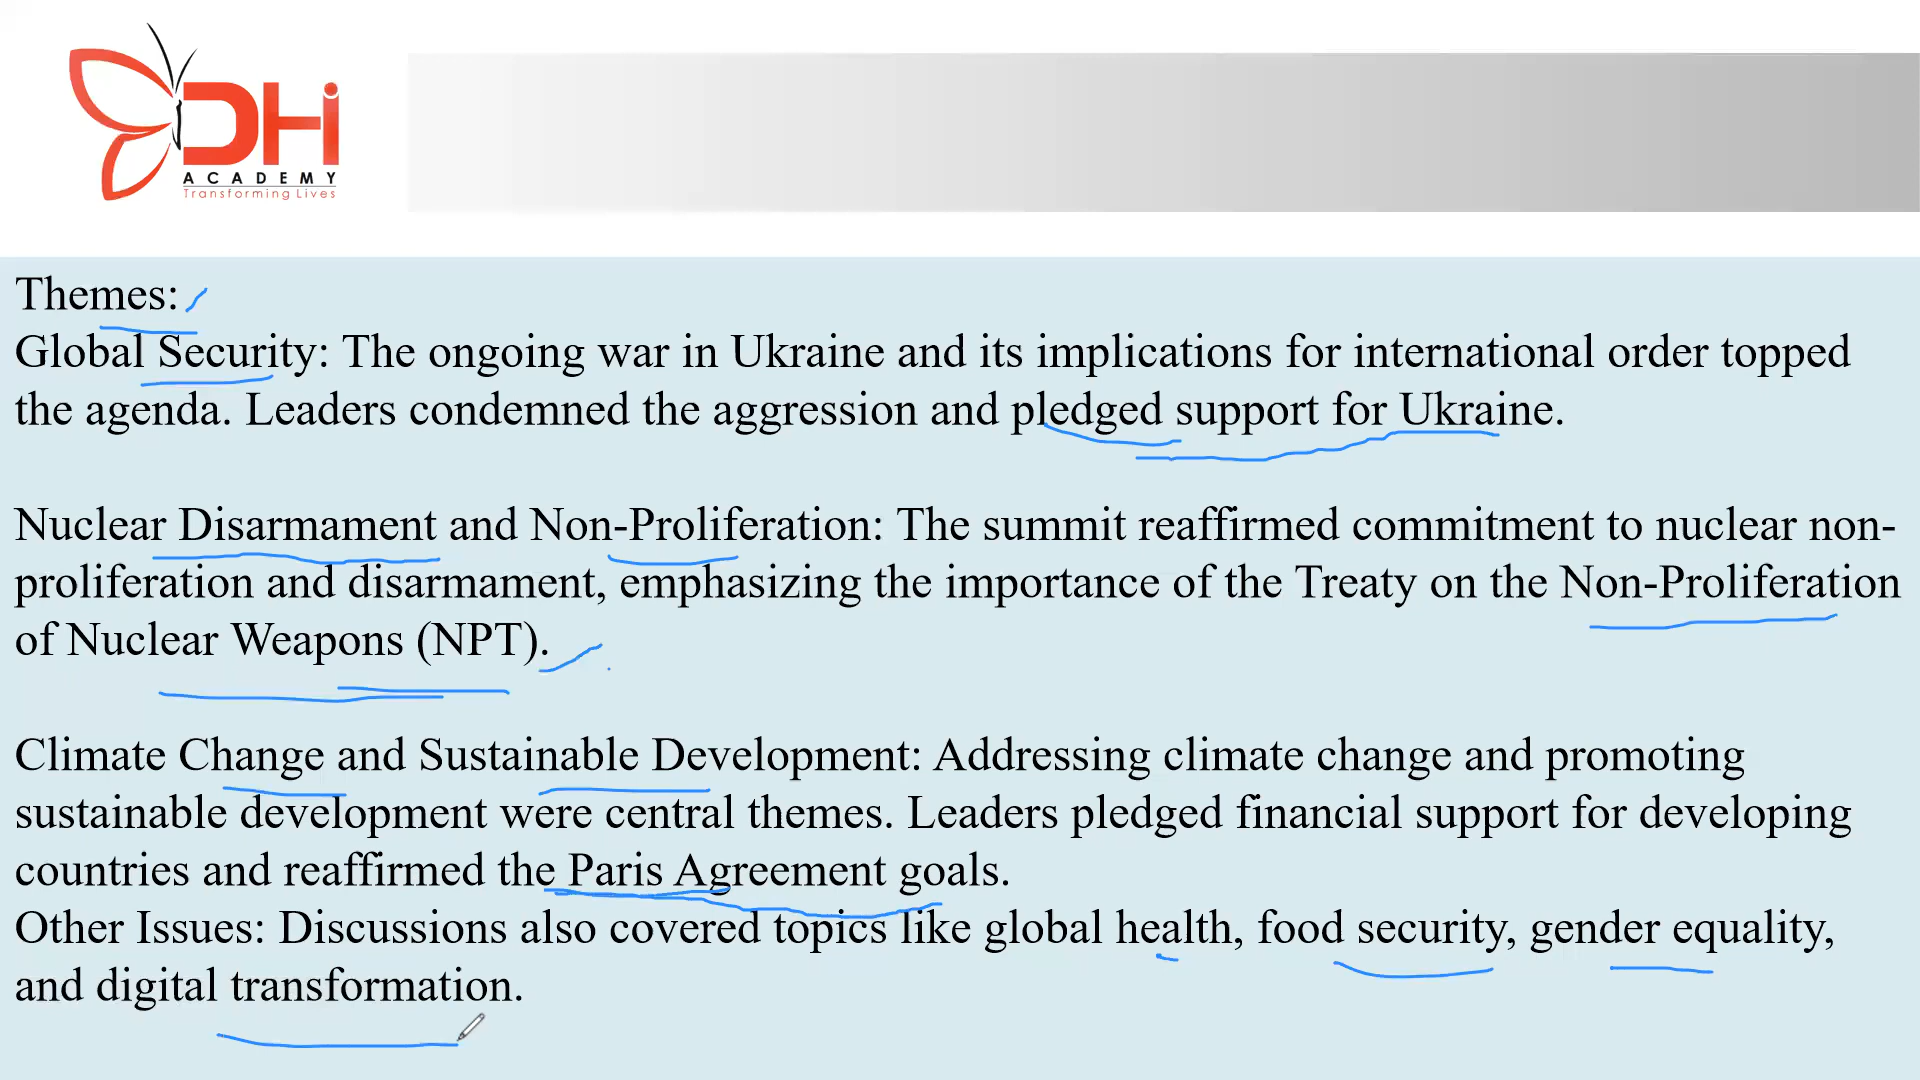 DHi
ACADEMY
Transforming Lives
Themes:
Global Security: The ongoing war in Ukraine and its implications for international order topped
the agenda. Leaders condemned the aggression and pledged support for Ukraine.
Nuclear Disarmament and Non-Proliferation: The summit reaffirmed commitment to nuclear non-
proliferation and disarmament, emphasizing the importance of the Treaty on the Non-Proliferation
of Nuclear Weapons (NPT).
Climate Change and Sustainable Development: Addressing climate change and promoting
sustainable development were central themes. Leaders pledged financial support for developing
countries and reaffirmed the Paris Agreement goals.
Other Issues: Discussions also covered topics like global health, food security, gender equality,
and digital transformation.